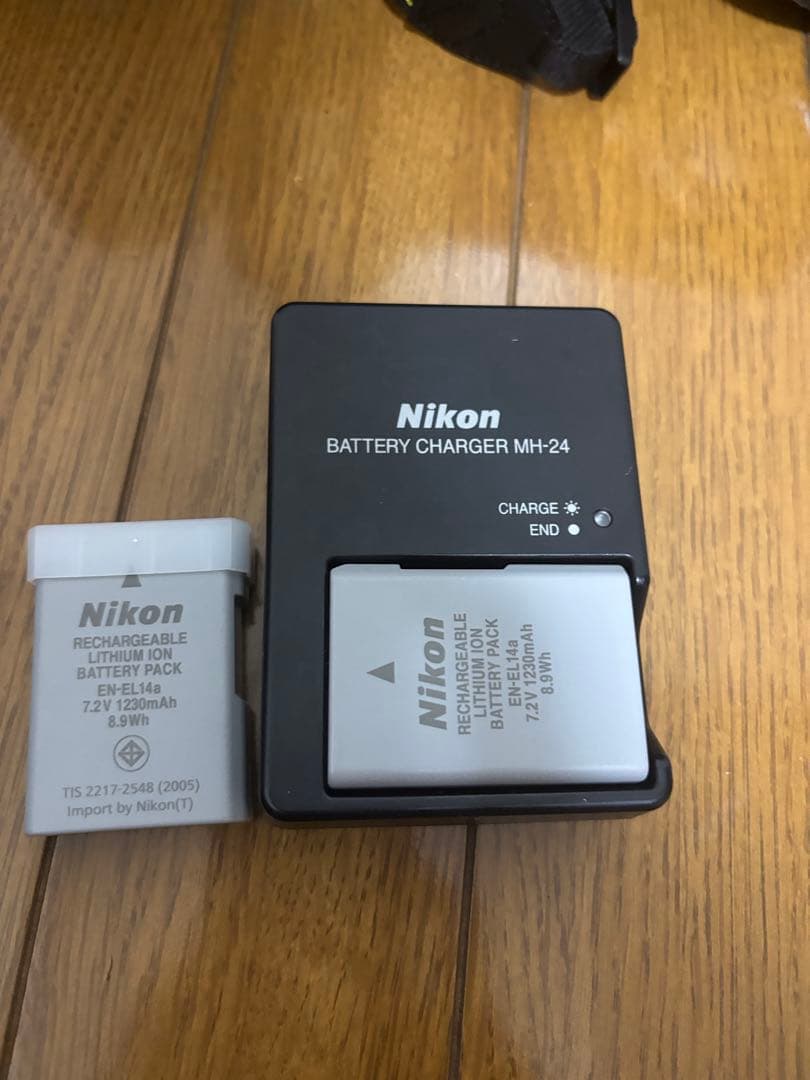 Nikon
BATTERY CHARGER MH-24
CHARGE
END
Nikon
RECHARGEABLE
LITHIUM ION
BATTERY PACK
EN-EL14a
7.2V 1230mAh
8.9Wh
TIS 2217-2548 (2005)
Import by Nikon(T)
Nikon
RECHARGEABLE
LITHIUM ION
BATTERY PACK
EN-EL14a
7.2V 1230mAh
8.9Wh